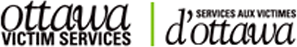 ottawa
VICTIM SERVICES
SERVICES AUX VICTIMES
d'ottawa